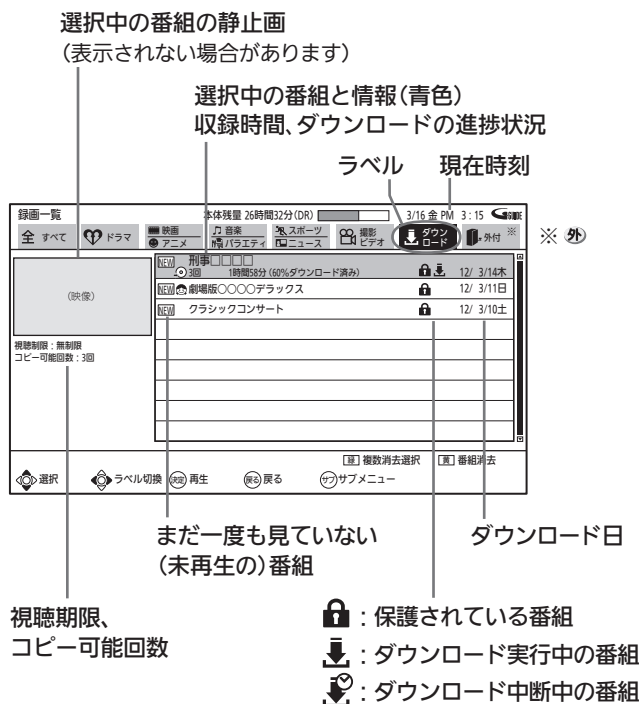 選択中の番組の静止画
（表示されない場合があります）
選択中の番組と情報（青色）
収録時間、ダウンロードの進捗状況
ラベル 現在時刻
録画一覧 本体残量 26時間32分（DR） 3/16 金 PM 3：15 GGUIDE
全 すべて ドラマ 映画 アニメ 音楽 バラエティ スポーツ ニュース 撮影ビデオ ダウンロード 外付 ※
※ 外
NEW 刑事□□□□
3回 1時間58分（60%ダウンロード済み） 12/ 3/14木
NEW 劇場版○○○○デラックス 12/ 3/11日
NEW クラシックコンサート 12/ 3/10土
（映像）
視聴制限：無制限
コピー可能回数：3回
緑 複数消去選択 黄 番組消去
選択 ラベル切換 決定 再生 戻る 戻る サブ サブメニュー
まだ一度も見ていない
（未再生の）番組
ダウンロード日
視聴期限、
コピー可能回数
：保護されている番組
：ダウンロード実行中の番組
：ダウンロード中断中の番組